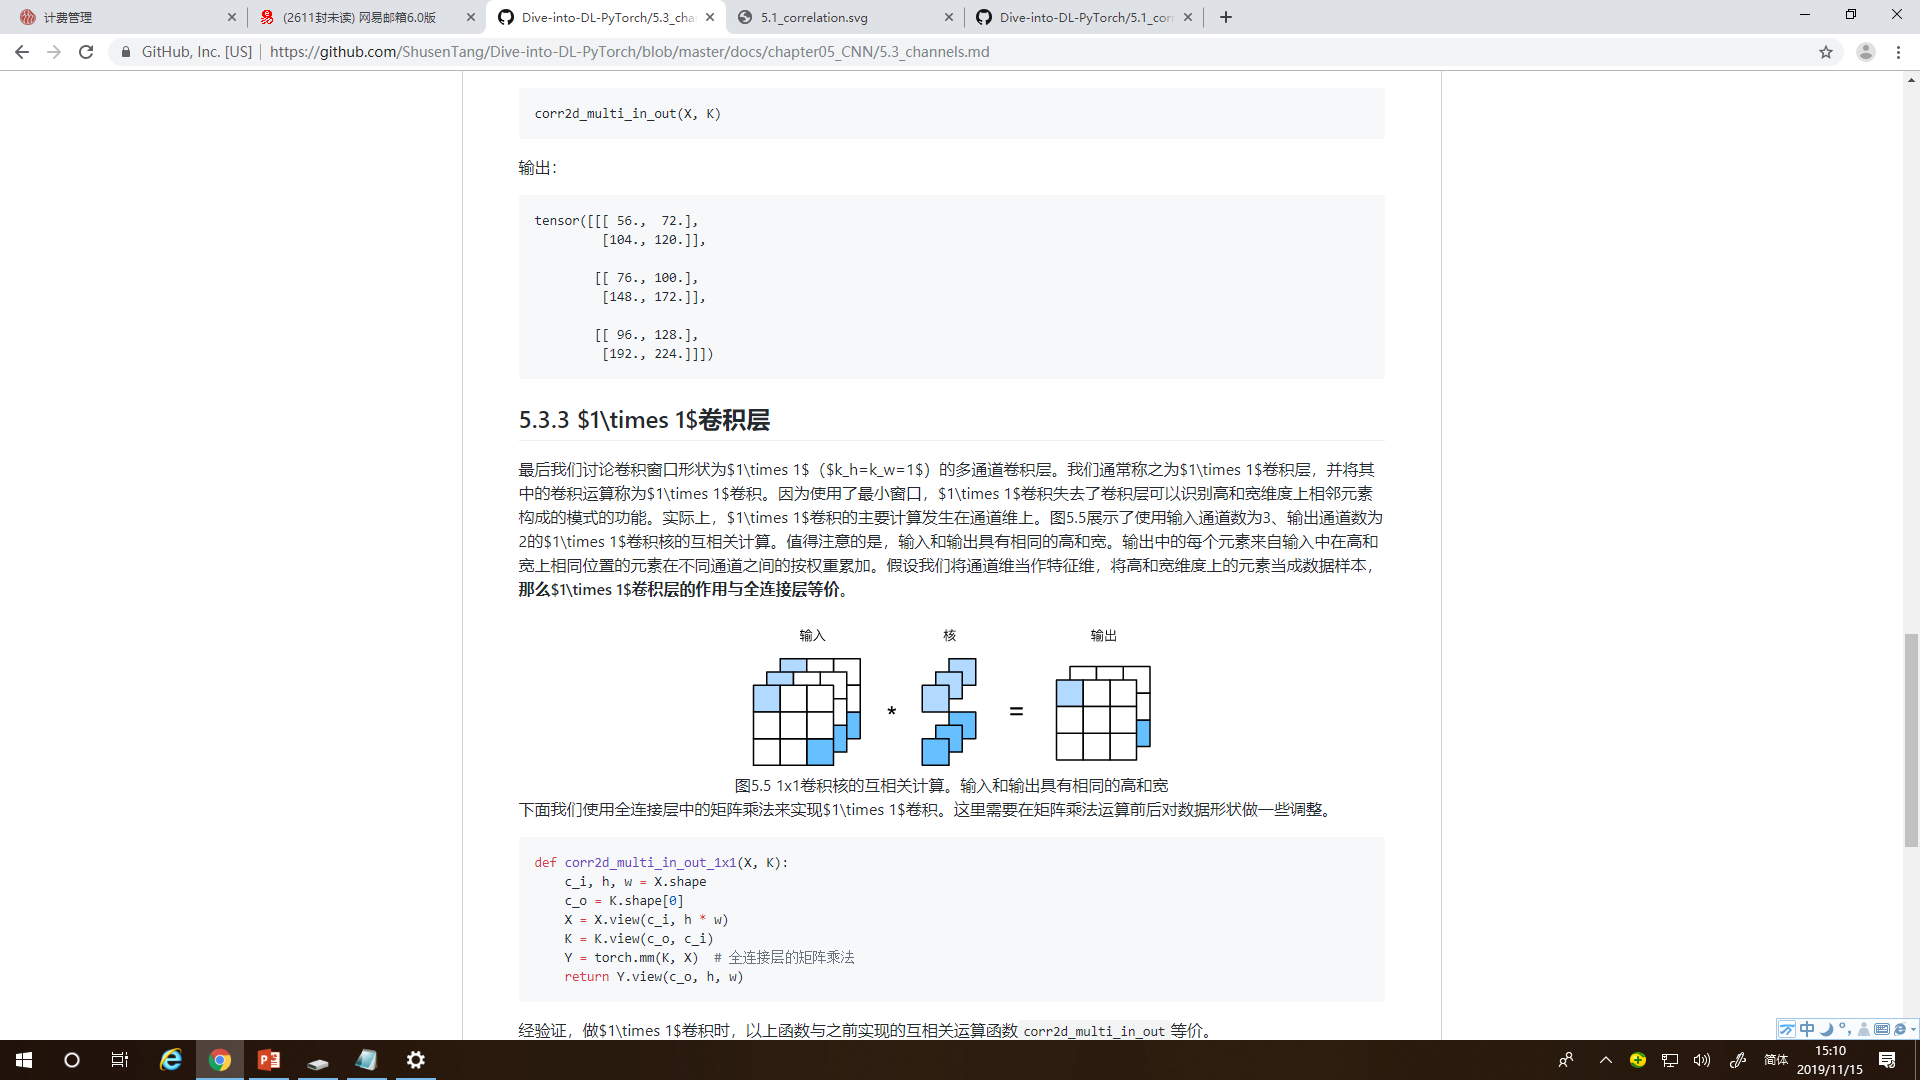 计费管理
(2611封未读) 网易邮箱6.0版
Dive-into-DL-PyTorch/5.3_cha
5.1_correlation.svg
Dive-into-DL-PyTorch/5.1_corr
GitHub, Inc. [US]
https://github.com/ShusenTang/Dive-into-DL-PyTorch/blob/master/docs/chapter05_CNN/5.3_channels.md
corr2d_multi_in_out(X, K)
输出：
tensor([[[ 56.,  72.],
         [104., 120.]],
        [[ 76., 100.],
         [148., 172.]],
        [[ 96., 128.],
         [192., 224.]]])
5.3.3 $1\times 1$卷积层
最后我们讨论卷积窗口形状为$1\times 1$（$k_h=k_w=1$）的多通道卷积层。我们通常称之为$1\times 1$卷积层，并将其
中的卷积运算称为$1\times 1$卷积。因为使用了最小窗口，$1\times 1$卷积失去了卷积层可以识别高和宽维度上相邻元素
构成的模式的功能。实际上，$1\times 1$卷积的主要计算发生在通道维上。图5.5展示了使用输入通道数为3、输出通道数为
2的$1\times 1$卷积核的互相关计算。值得注意的是，输入和输出具有相同的高和宽。输出中的每个元素来自输入中在高和
宽上相同位置的元素在不同通道之间的按权重累加。假设我们将通道维当作特征维，将高和宽维度上的元素当成数据样本，
那么$1\times 1$卷积层的作用与全连接层等价。
输入 核 输出
* =
图5.5 1x1卷积核的互相关计算。输入和输出具有相同的高和宽
下面我们使用全连接层中的矩阵乘法来实现$1\times 1$卷积。这里需要在矩阵乘法运算前后对数据形状做一些调整。
def corr2d_multi_in_out_1x1(X, K):
    c_i, h, w = X.shape
    c_o = K.shape[0]
    X = X.view(c_i, h * w)
    K = K.view(c_o, c_i)
    Y = torch.mm(K, X)  # 全连接层的矩阵乘法
    return Y.view(c_o, h, w)
经验证，做$1\times 1$卷积时，以上函数与之前实现的互相关运算函数 corr2d_multi_in_out 等价。
中
简体
15:10
2019/11/15